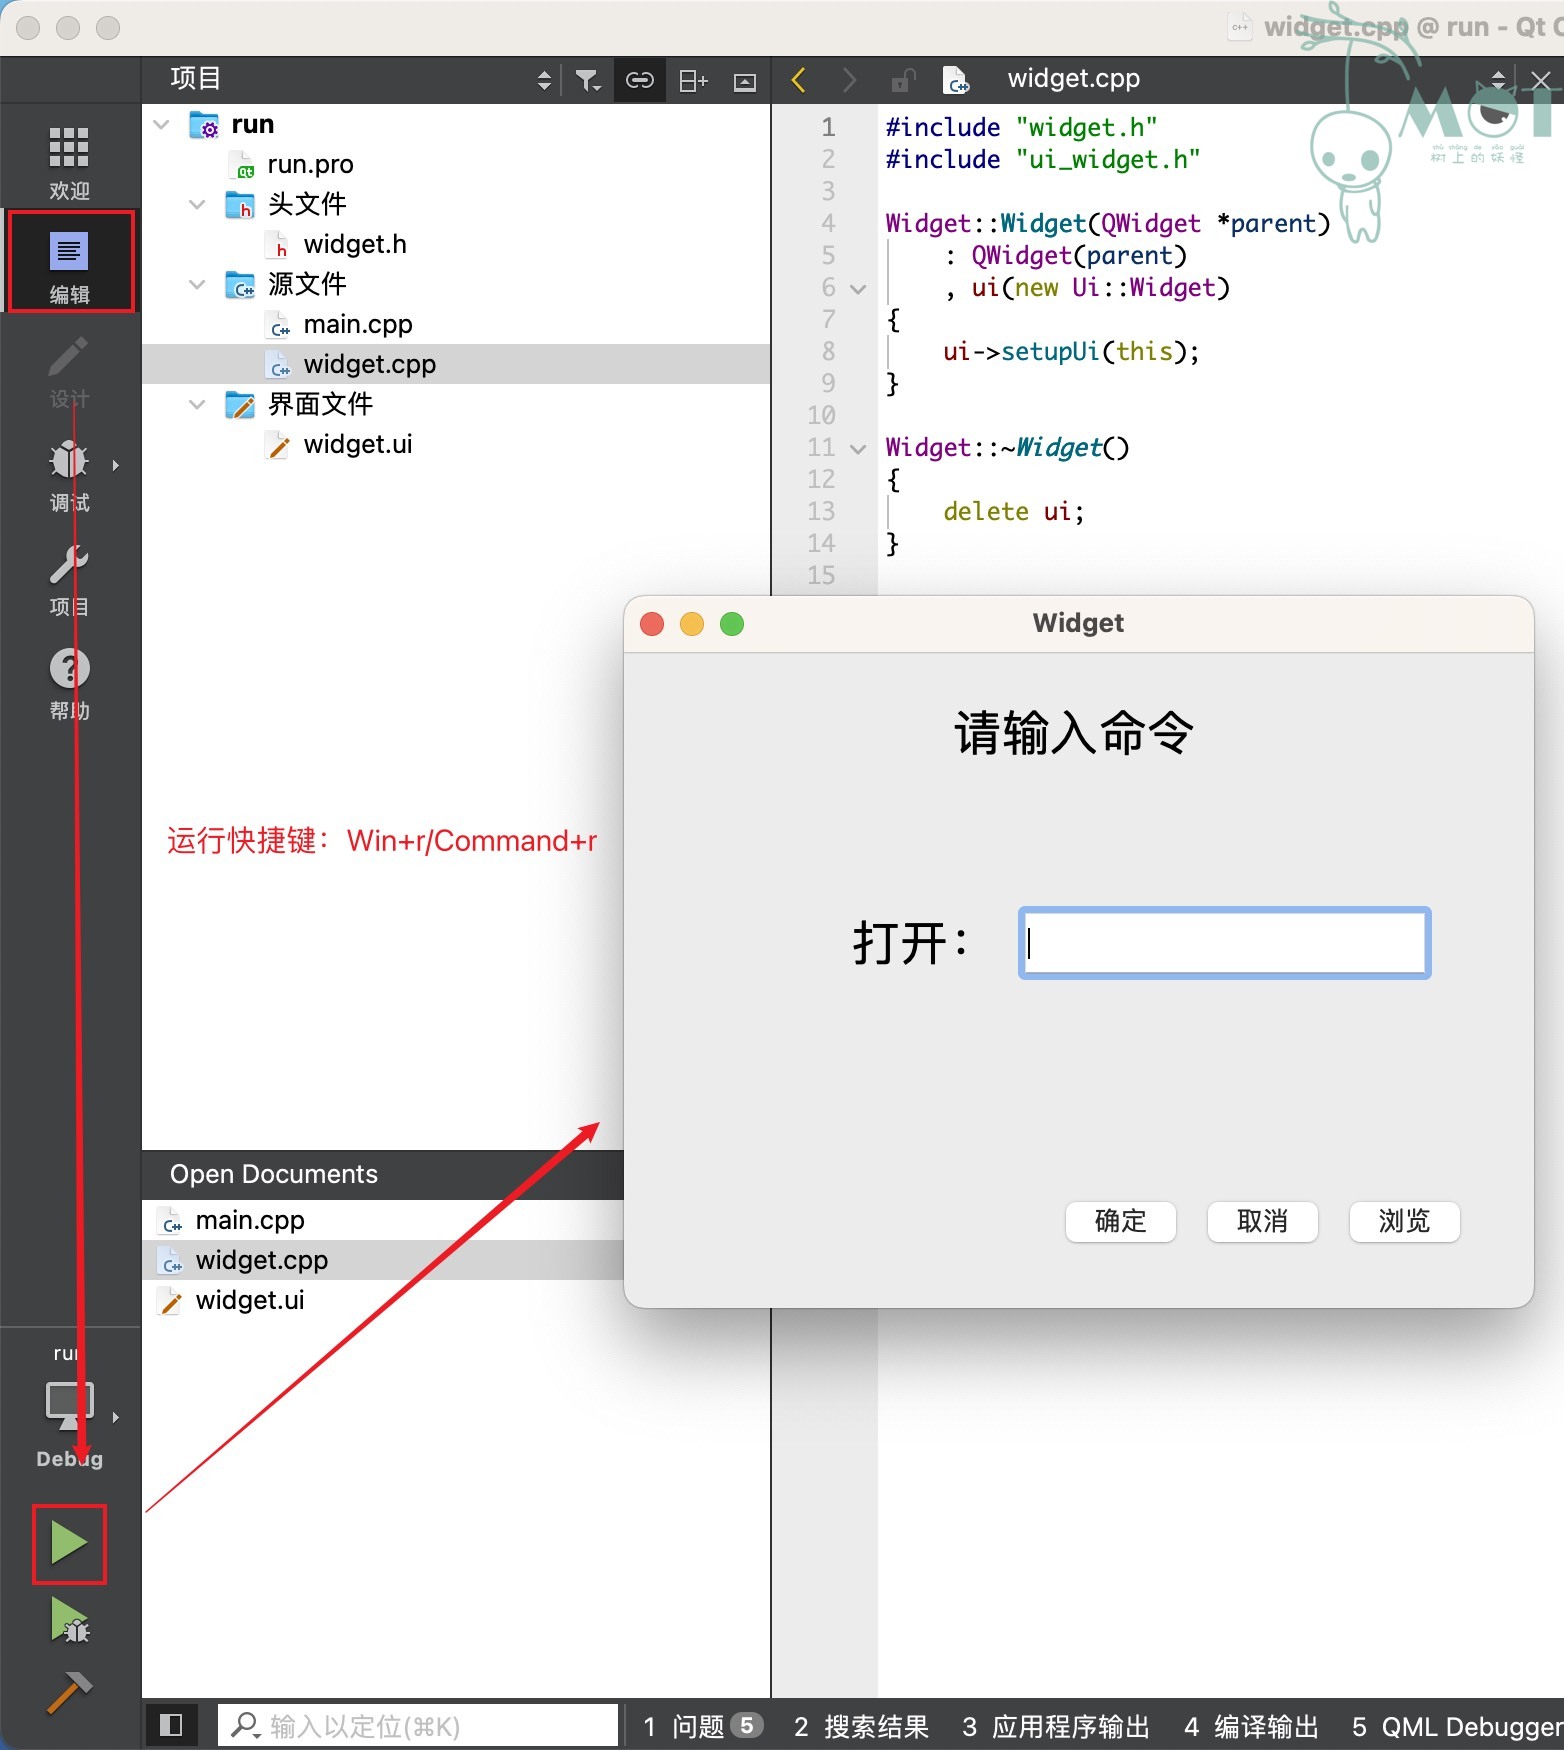 widget.cpp @ run - Qt C
项目
widget.cpp
MOT
shù shàng de yāo guài
树上的妖怪
欢迎
编辑
设计
调试
项目
帮助
run
run.pro
头文件
widget.h
源文件
main.cpp
widget.cpp
界面文件
widget.ui
1 #include "widget.h"
2 #include "ui_widget.h"
3
4 Widget::Widget(QWidget *parent)
5 : QWidget(parent)
6 , ui(new Ui::Widget)
7 {
8 ui->setupUi(this);
9 }
10
11 Widget::~Widget()
12 {
13 delete ui;
14 }
15
运行快捷键：Win+r/Command+r
Widget
请输入命令
打开：
确定 取消 浏览
Open Documents
main.cpp
widget.cpp
widget.ui
run
Debug
输入以定位(⌘K)
1 问题 5 2 搜索结果 3 应用程序输出 4 编译输出 5 QML Debugger